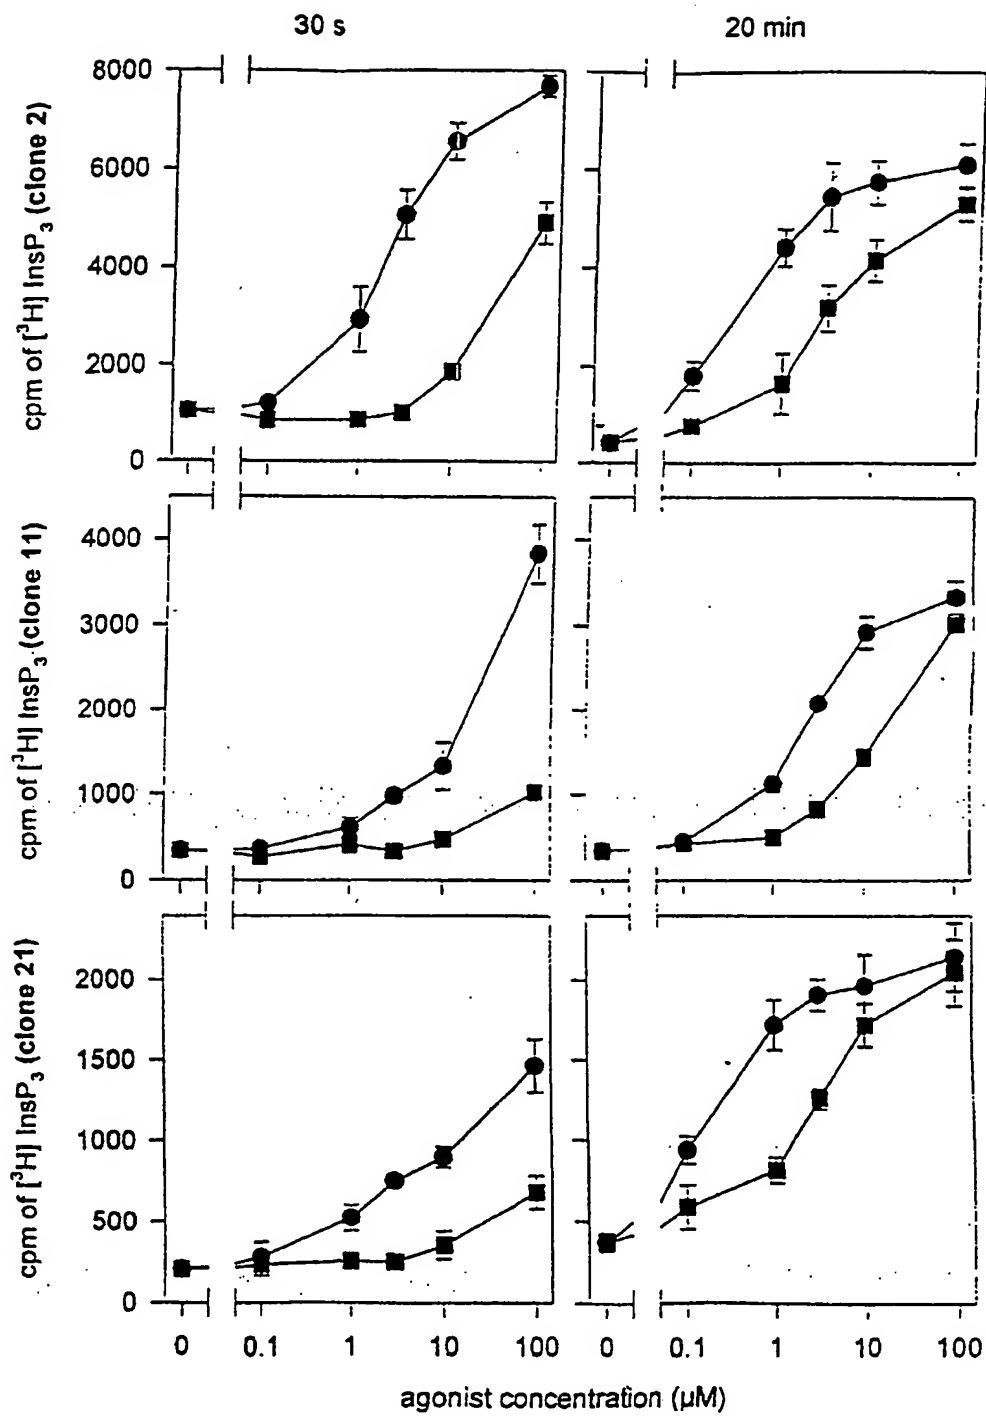 30 s
20 min
cpm of [³H] InsP₃ (clone 2)
8000
6000
4000
2000
0
cpm of [³H] InsP₃ (clone 11)
4000
3000
2000
1000
0
cpm of [³H] InsP₃ (clone 21)
2000
1500
1000
500
0
0 0.1 1 10 100
0 0.1 1 10 100
agonist concentration (µM)